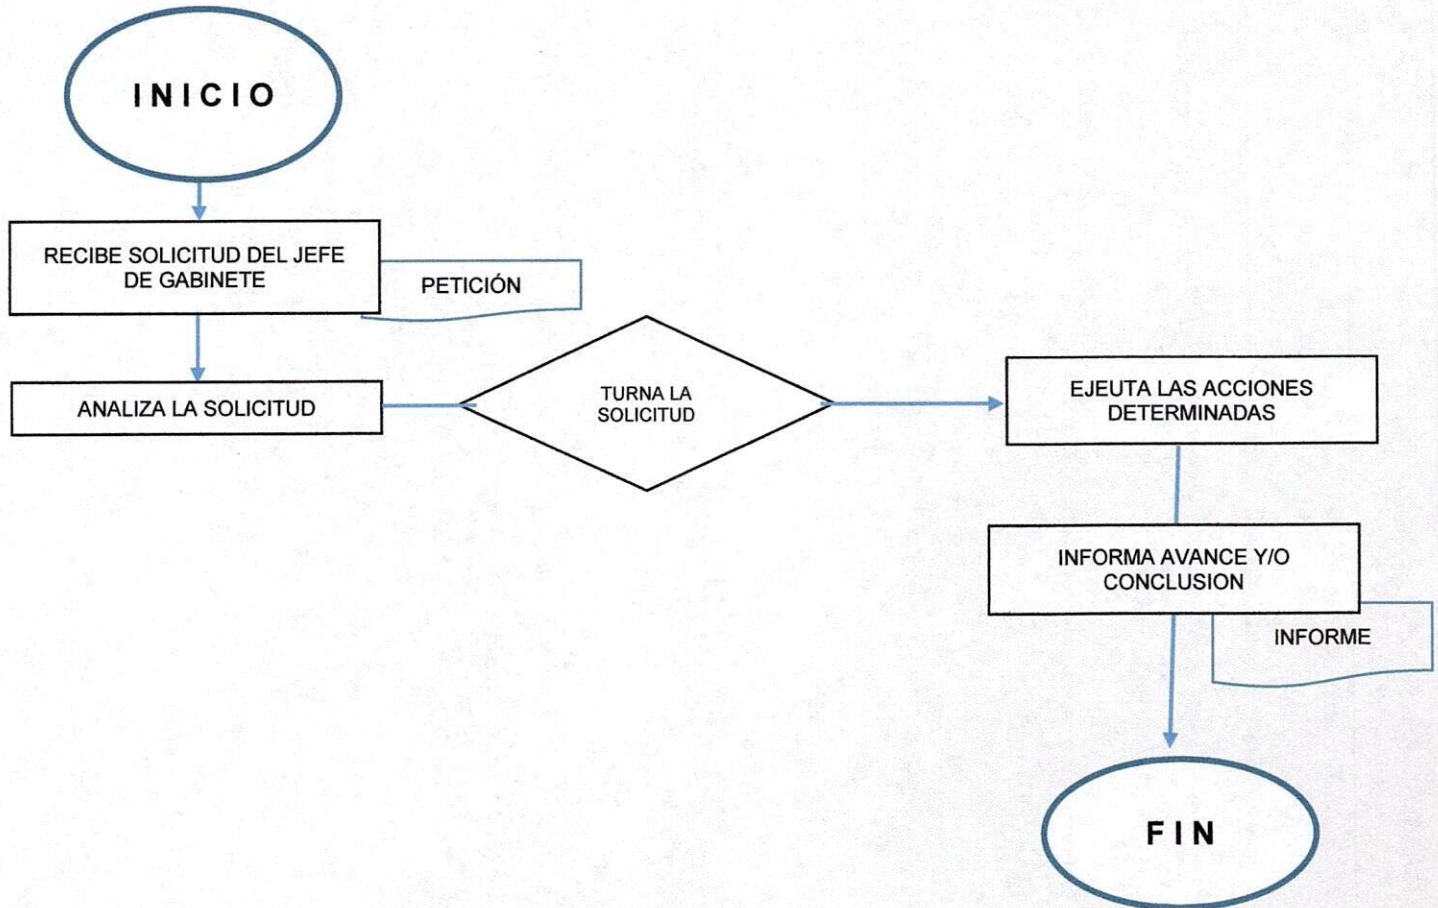 INICIO
RECIBE SOLICITUD DEL JEFE
DE GABINETE
PETICIÓN
ANALIZA LA SOLICITUD
TURNA LA
SOLICITUD
EJEUTA LAS ACCIONES
DETERMINADAS
INFORMA AVANCE Y/O
CONCLUSION
INFORME
FIN